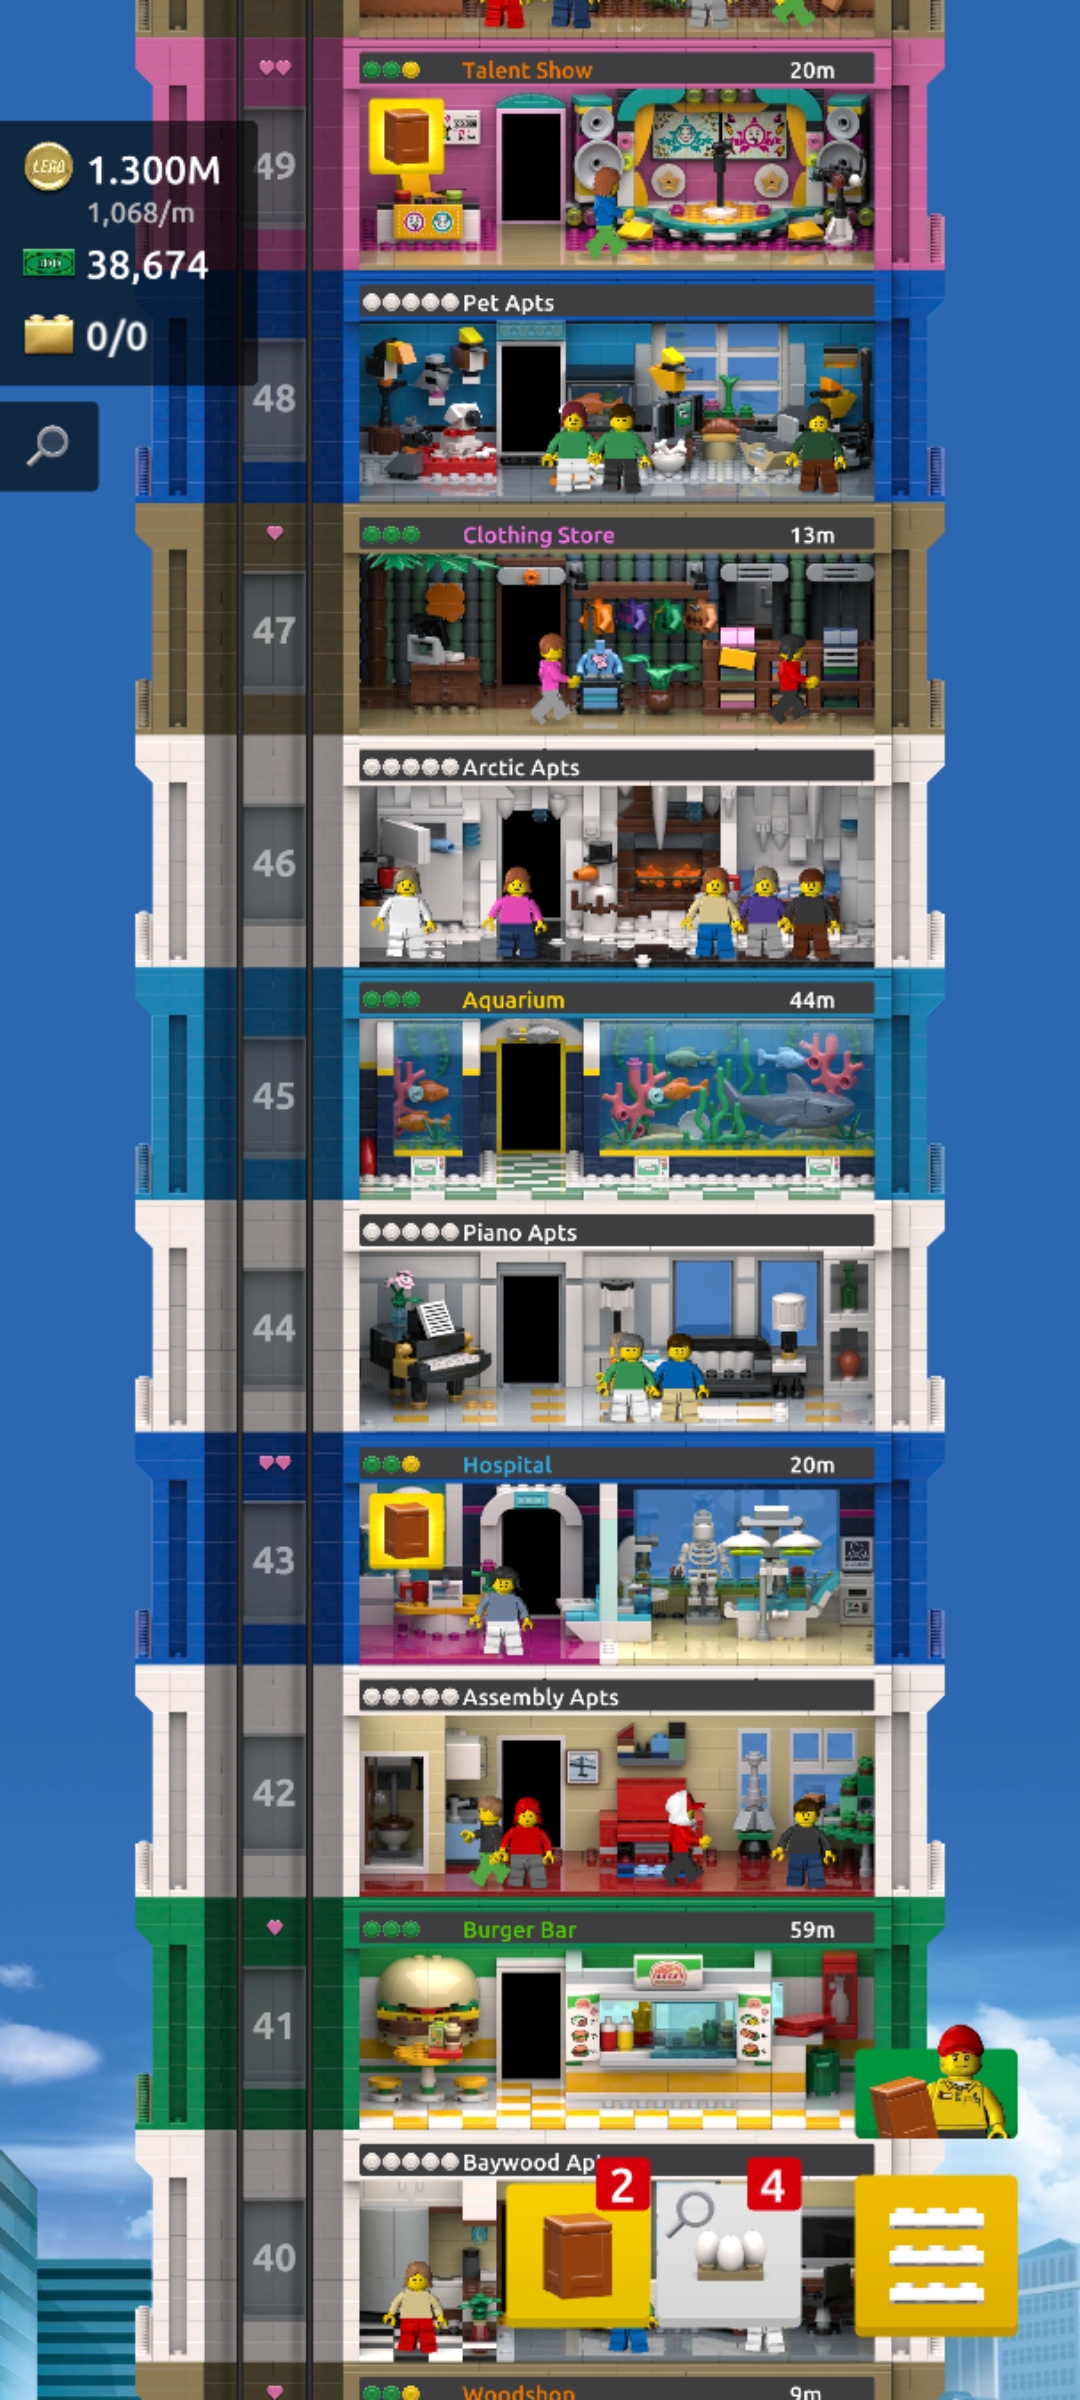 Talent Show 20m
49
LEGO 1.300M
1,068/m
38,674
0/0
Pet Apts
48
Clothing Store 13m
47
Arctic Apts
46
Aquarium 44m
45
Piano Apts
44
Hospital 20m
43
Assembly Apts
42
Burger Bar 59m
41
Baywood Ap
2
4
40
Woodshop 9m